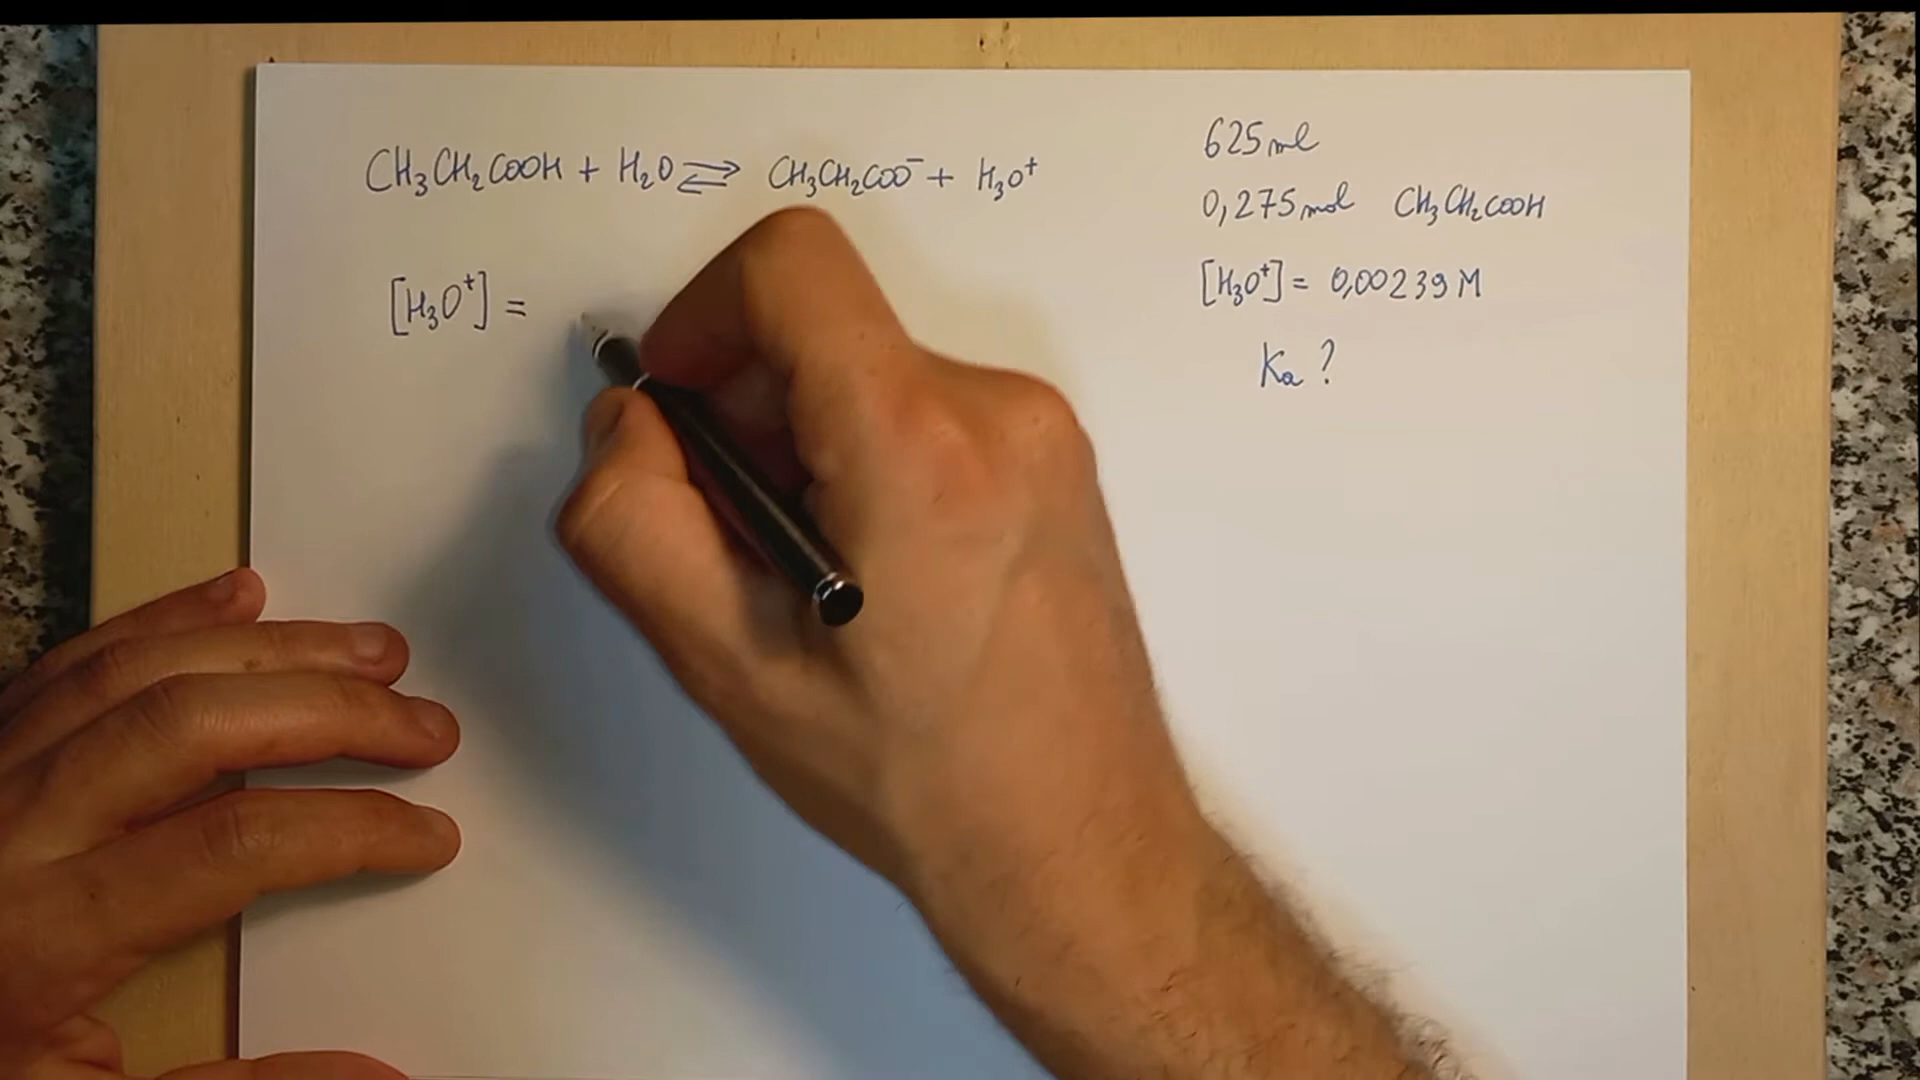 CH₃CH₂COOH + H₂O ⇌ CH₃CH₂COO⁻ + H₃O⁺
[H₃O⁺] =
625 ml
0,275 mol CH₃CH₂COOH
[H₃O⁺] = 0,00239 M
Ka ?